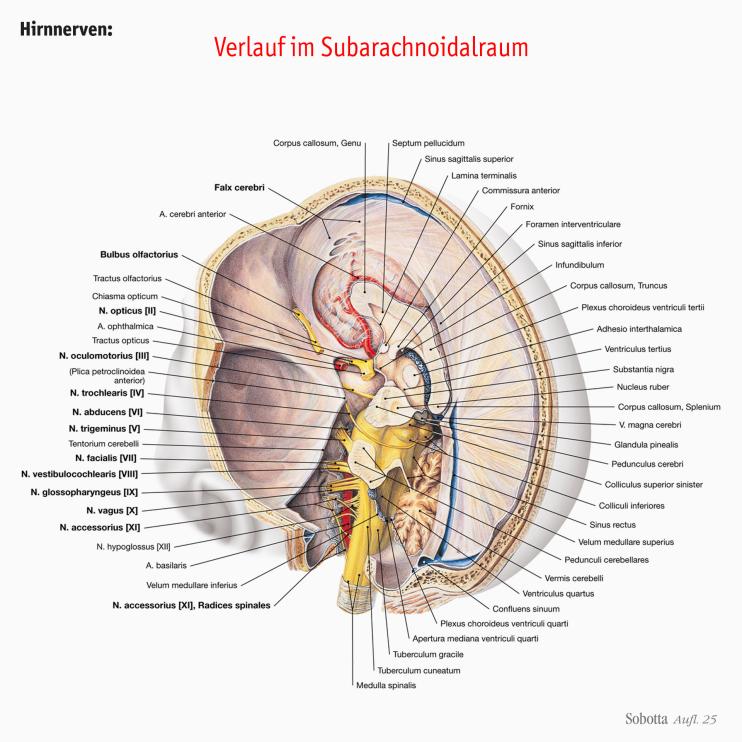 Hirnnerven:
Verlauf im Subarachnoidalraum
Corpus callosum, Genu
Septum pellucidum
Sinus sagittalis superior
Lamina terminalis
Falx cerebri
Commissura anterior
Fornix
A. cerebri anterior
Foramen interventriculare
Sinus sagittalis inferior
Bulbus olfactorius
Infundibulum
Tractus olfactorius
Corpus callosum, Truncus
Chiasma opticum
N. opticus [II]
Plexus choroideus ventriculi tertii
A. ophthalmica
Adhesio interthalamica
Tractus opticus
Ventriculus tertius
N. oculomotorius [III]
Substantia nigra
(Plica petroclinoidea
anterior)
Nucleus ruber
N. trochlearis [IV]
Corpus callosum, Splenium
N. abducens [VI]
V. magna cerebri
N. trigeminus [V]
Glandula pinealis
Tentorium cerebelli
Pedunculus cerebri
N. facialis [VII]
N. vestibulocochlearis [VIII]
Colliculus superior sinister
N. glossopharyngeus [IX]
Colliculi inferiores
N. vagus [X]
Sinus rectus
N. accessorius [XI]
Velum medullare superius
N. hypoglossus [XII]
Pedunculi cerebellares
A. basilaris
Vermis cerebelli
Velum medullare inferius
Ventriculus quartus
N. accessorius [XI], Radices spinales
Confluens sinuum
Plexus choroideus ventriculi quarti
Apertura mediana ventriculi quarti
Tuberculum gracile
Tuberculum cuneatum
Medulla spinalis
Sobotta Aufl. 25